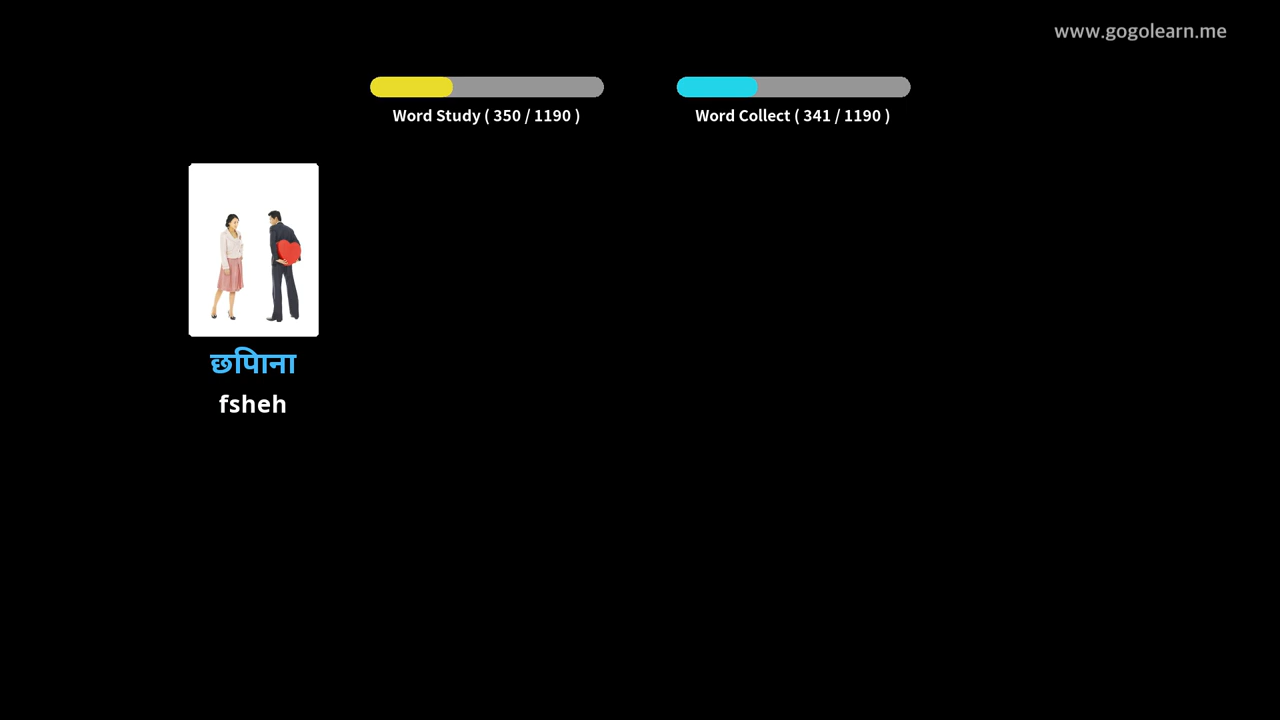 www.gogolearn.me
Word Study ( 350 / 1190 )
Word Collect ( 341 / 1190 )
छिपाना
fsheh